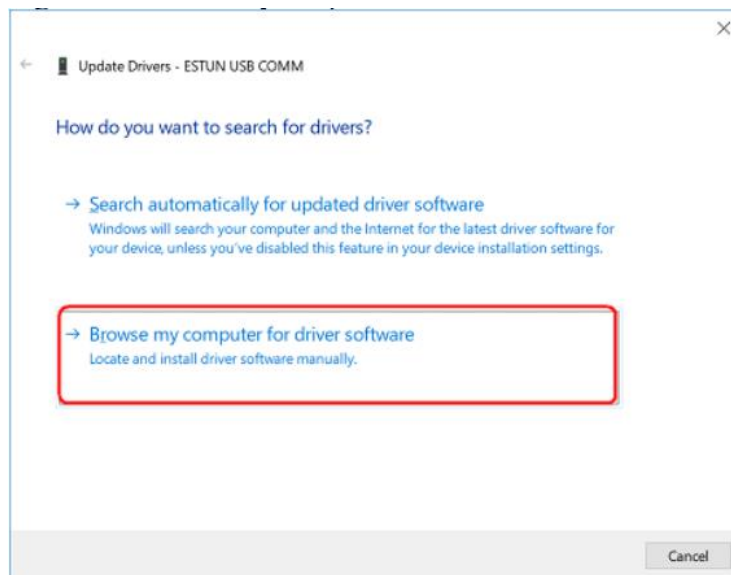 Update Drivers - ESTUN USB COMM
How do you want to search for drivers?
→ Search automatically for updated driver software
Windows will search your computer and the Internet for the latest driver software for
your device, unless you've disabled this feature in your device installation settings.
→ Browse my computer for driver software
Locate and install driver software manually.
Cancel